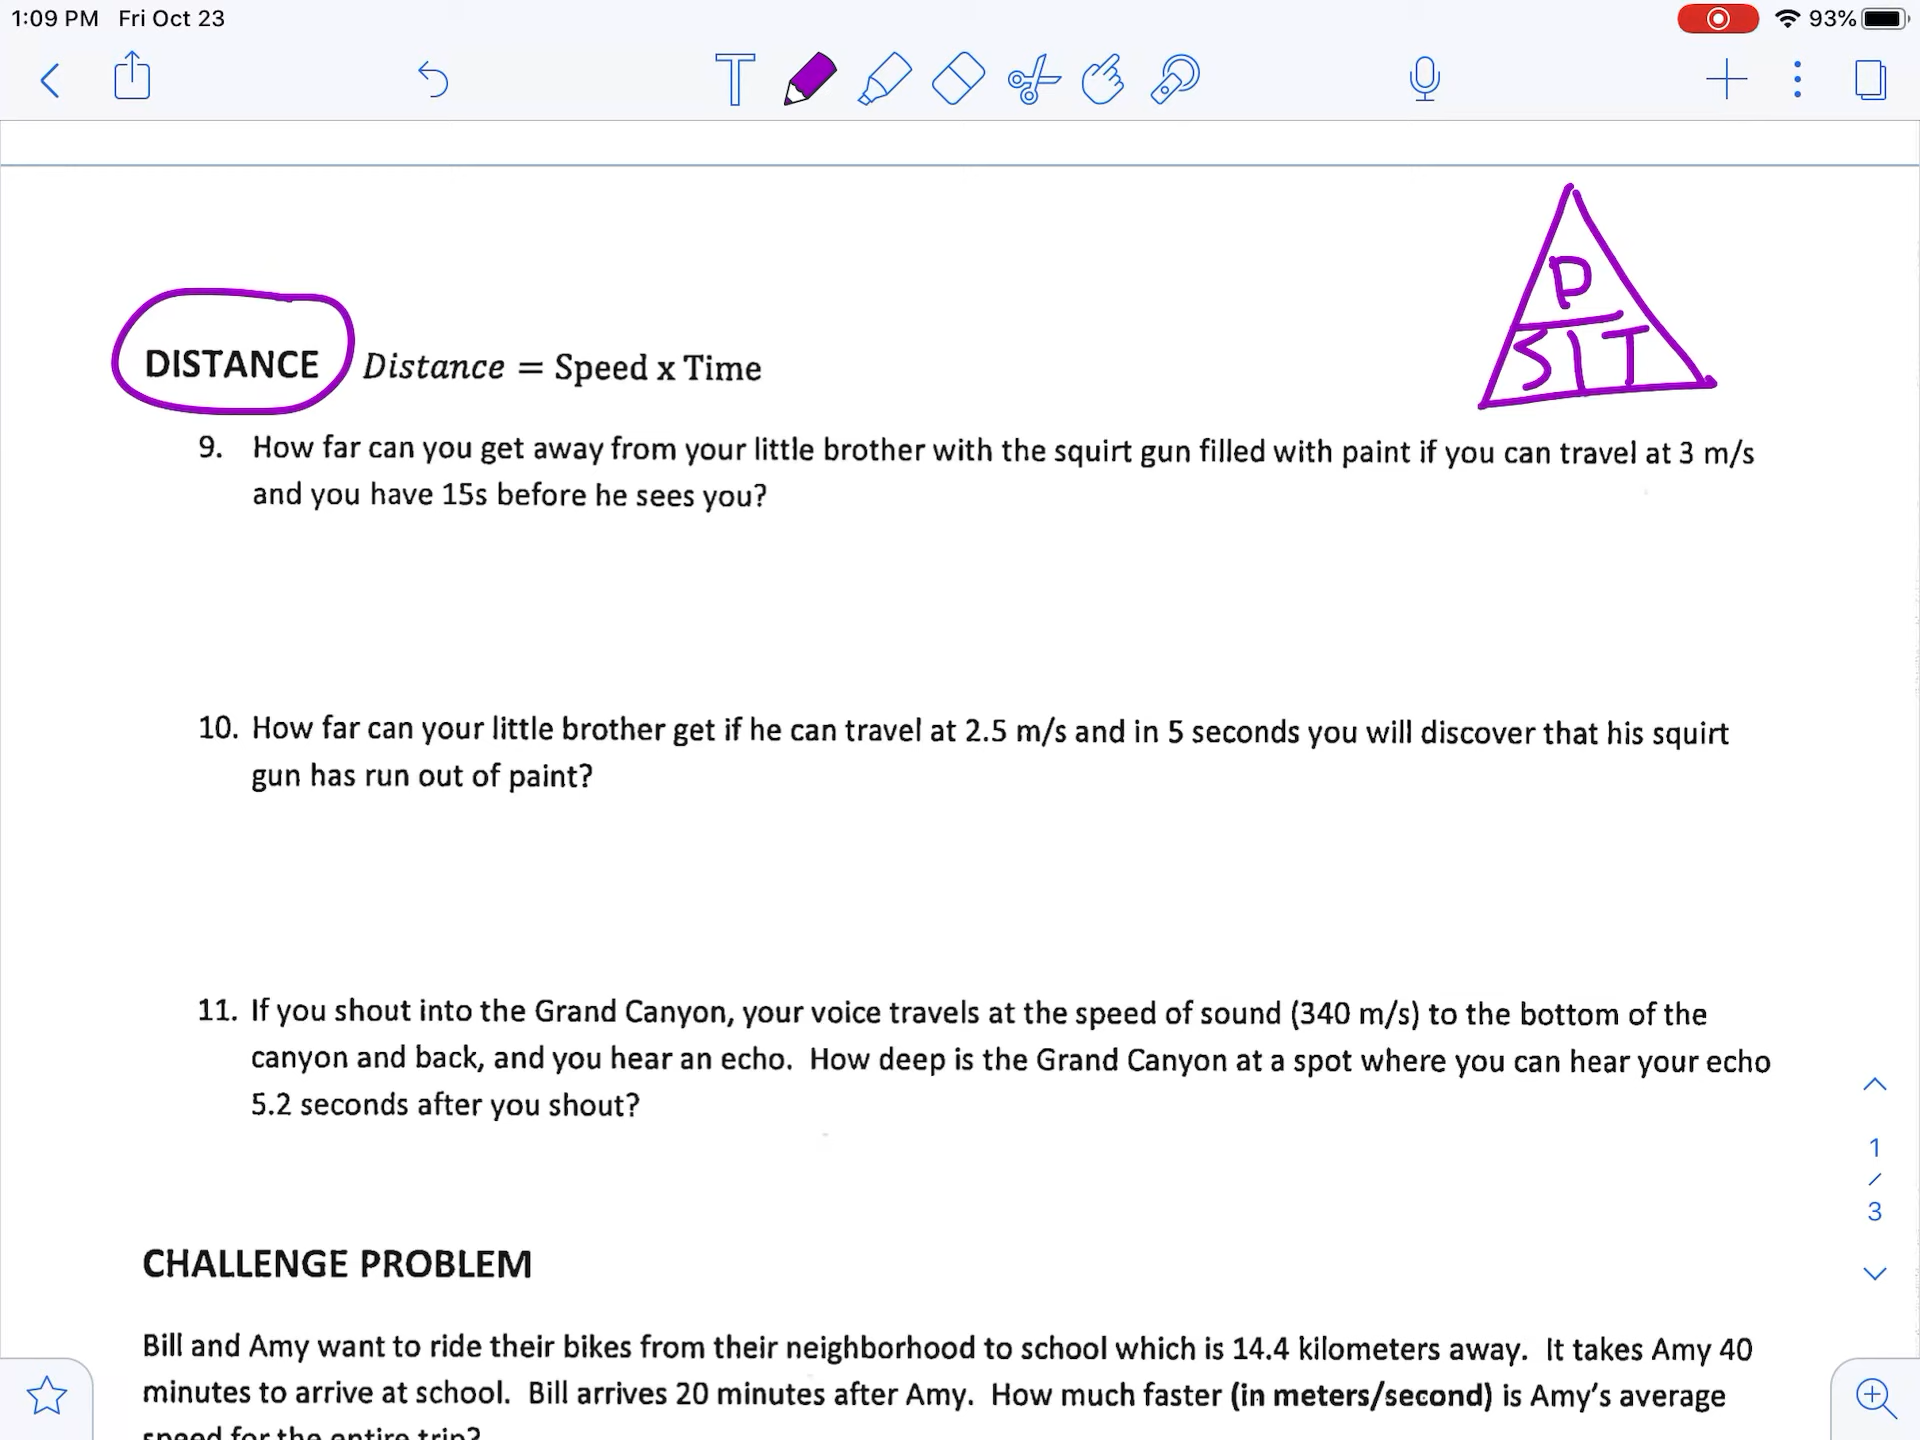 1:09 PM Fri Oct 23
93%
T
D
S T
DISTANCE Distance = Speed x Time
9. How far can you get away from your little brother with the squirt gun filled with paint if you can travel at 3 m/s
and you have 15s before he sees you?
10. How far can your little brother get if he can travel at 2.5 m/s and in 5 seconds you will discover that his squirt
gun has run out of paint?
11. If you shout into the Grand Canyon, your voice travels at the speed of sound (340 m/s) to the bottom of the
canyon and back, and you hear an echo. How deep is the Grand Canyon at a spot where you can hear your echo
5.2 seconds after you shout?
1
/
3
CHALLENGE PROBLEM
Bill and Amy want to ride their bikes from their neighborhood to school which is 14.4 kilometers away. It takes Amy 40
minutes to arrive at school. Bill arrives 20 minutes after Amy. How much faster (in meters/second) is Amy's average
speed for the entire trip?